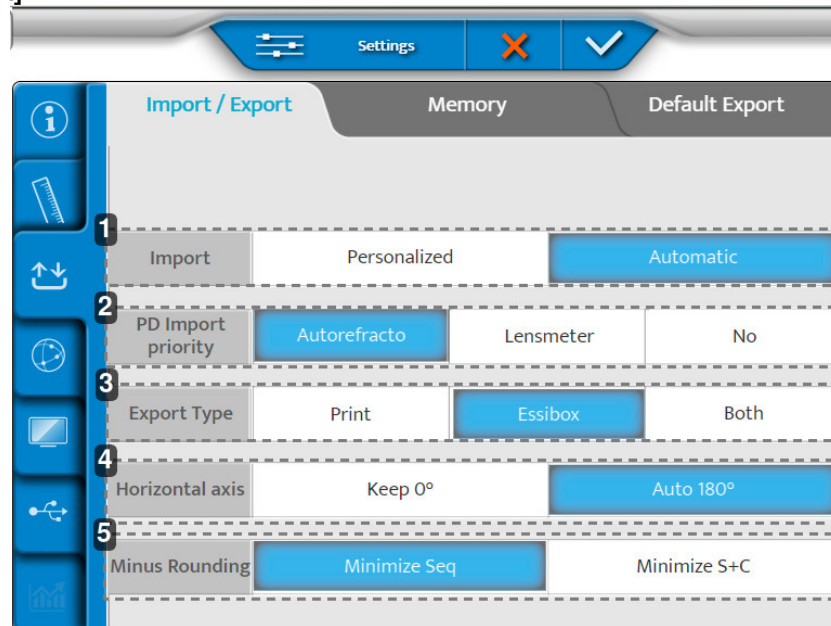 Settings
Import / Export Memory Default Export
1
Import Personalized Automatic
2
PD Import
priority
Autorefracto Lensmeter No
3
Export Type Print Essibox Both
4
Horizontal axis Keep 0° Auto 180°
5
Minus Rounding Minimize Seq Minimize S+C